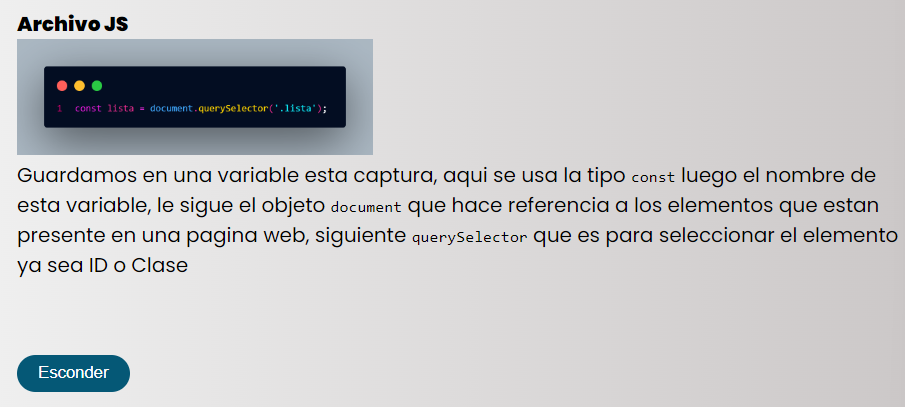 Archivo JS
1 const lista = document.querySelector('.lista');
Guardamos en una variable esta captura, aqui se usa la tipo const luego el nombre de
esta variable, le sigue el objeto document que hace referencia a los elementos que estan
presente en una pagina web, siguiente querySelector que es para seleccionar el elemento
ya sea ID o Clase
Esconder